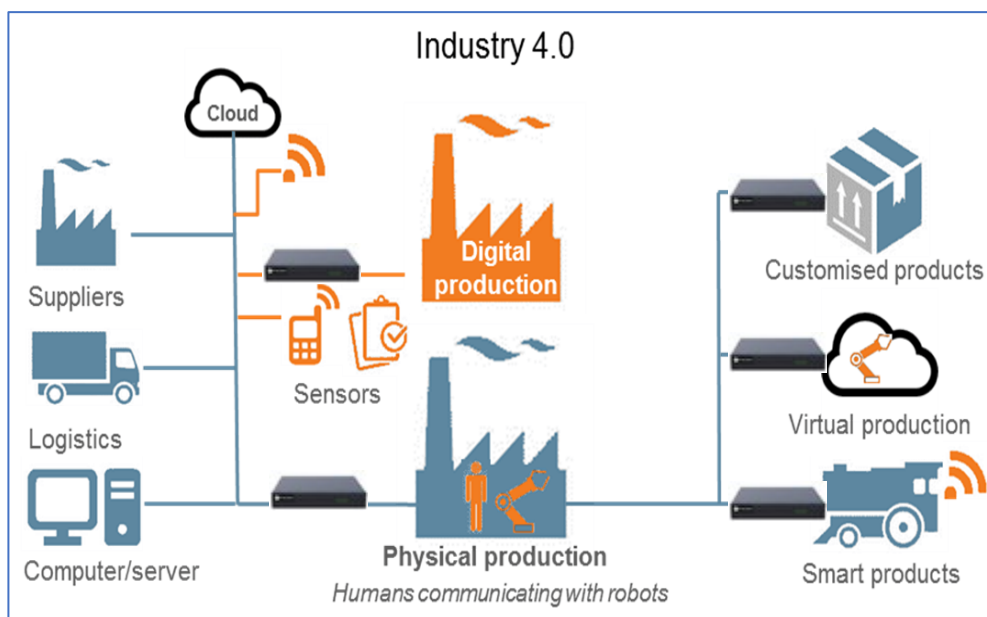 Industry 4.0
Cloud
Suppliers
Logistics
Computer/server
Digital
production
Sensors
Physical production
Humans communicating with robots
Customised products
Virtual production
Smart products